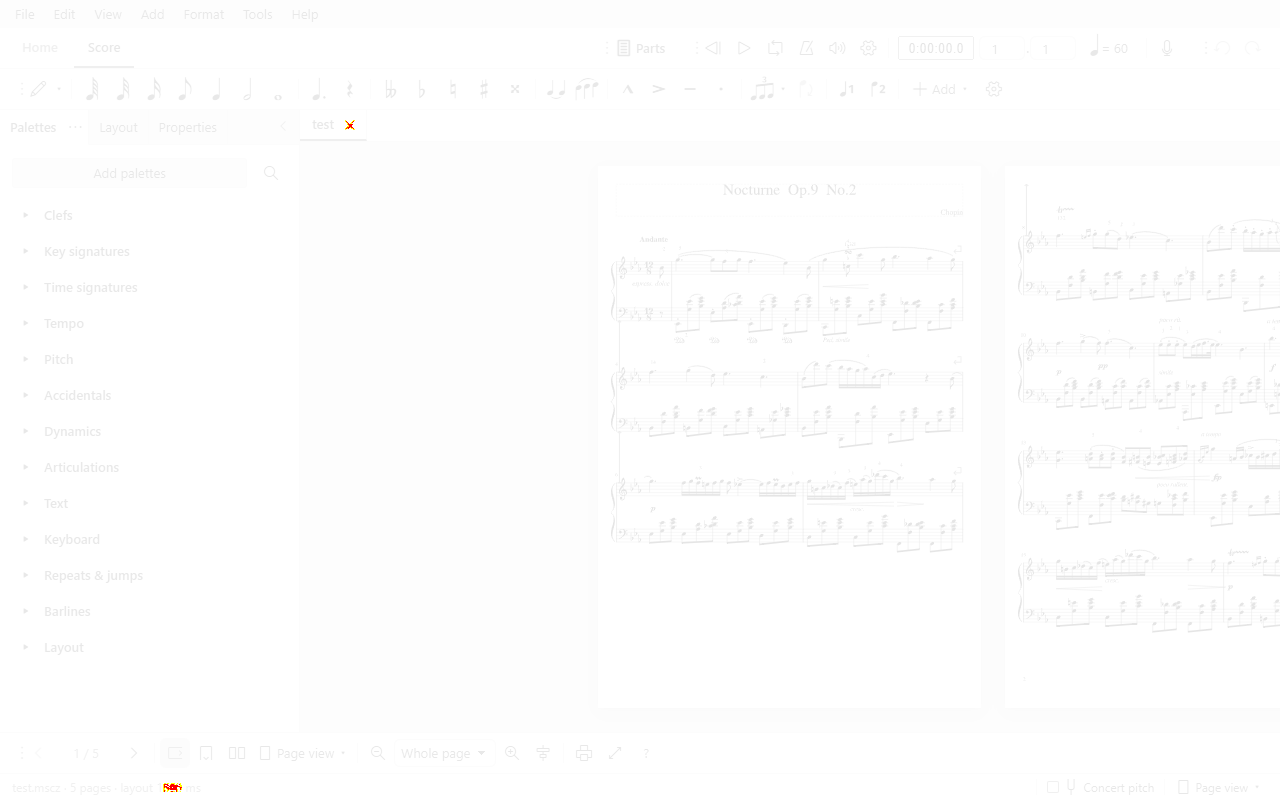 File Edit View Add Format Tools Help
Home Score Parts 0:00:00.0 1 . 1 = 60
Add
Palettes Layout Properties test
Add palettes
Clefs
Key signatures
Time signatures
Tempo
Pitch
Accidentals
Dynamics
Articulations
Text
Keyboard
Repeats & jumps
Barlines
Layout
Nocturne Op.9 No.2
Chopin
Andante
1 / 5 Page view Whole page ?
test.mscz · 5 pages · layout
Concert pitch Page view